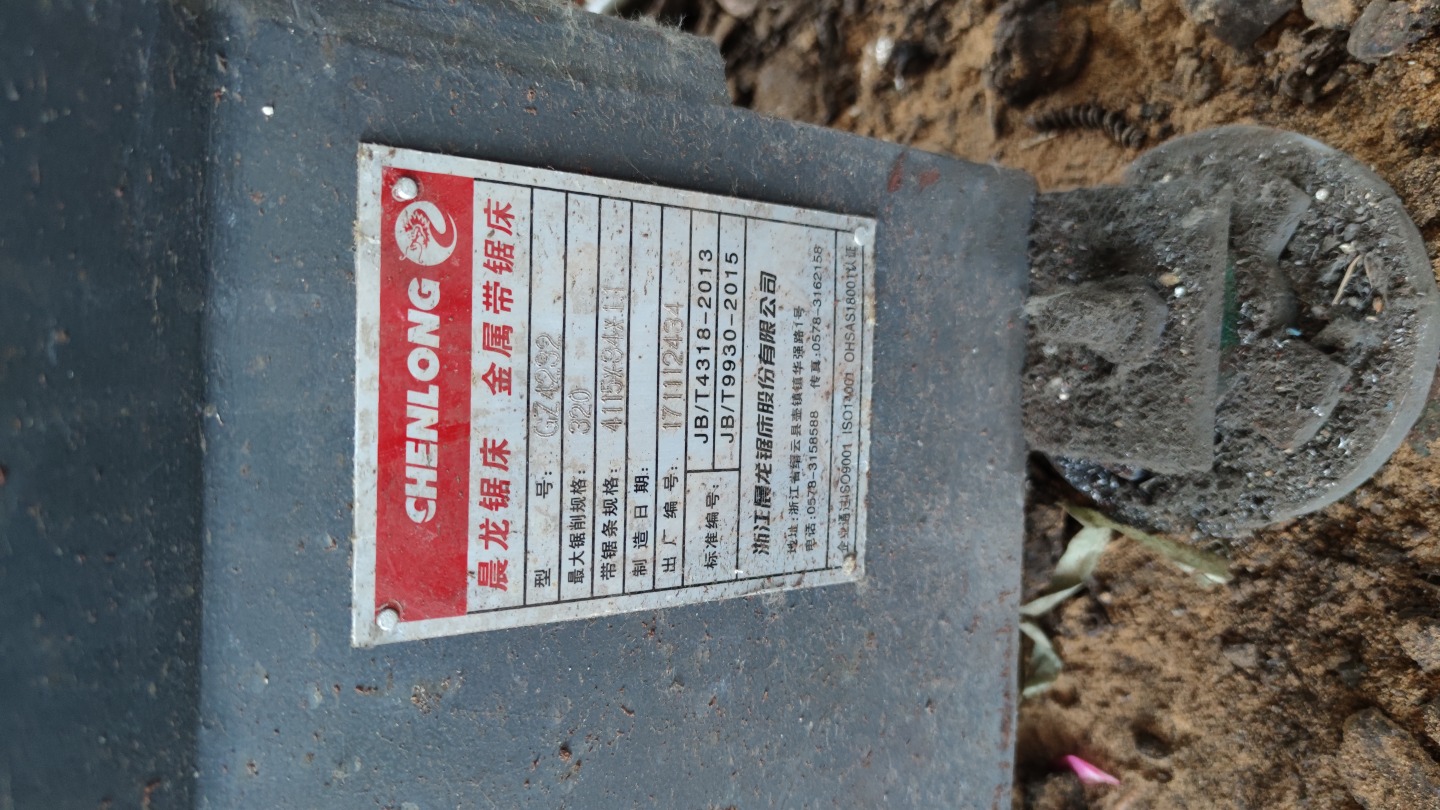 CHENLONG
晨龙锯床 金属带锯床
型号: GZ4232
最大锯削规格: 320
带锯条规格: 4115×34×1.1
制造日期:
出厂编号: 17112434
标准编号: JB/T4318-2013
JB/T9930-2015
浙江晨龙锯床股份有限公司
地址:浙江省缙云县壶镇镇华强路1号
电话:0578-3158588 传真:0578-3162158
企业通过ISO9001 ISO14001 OHSAS18001认证